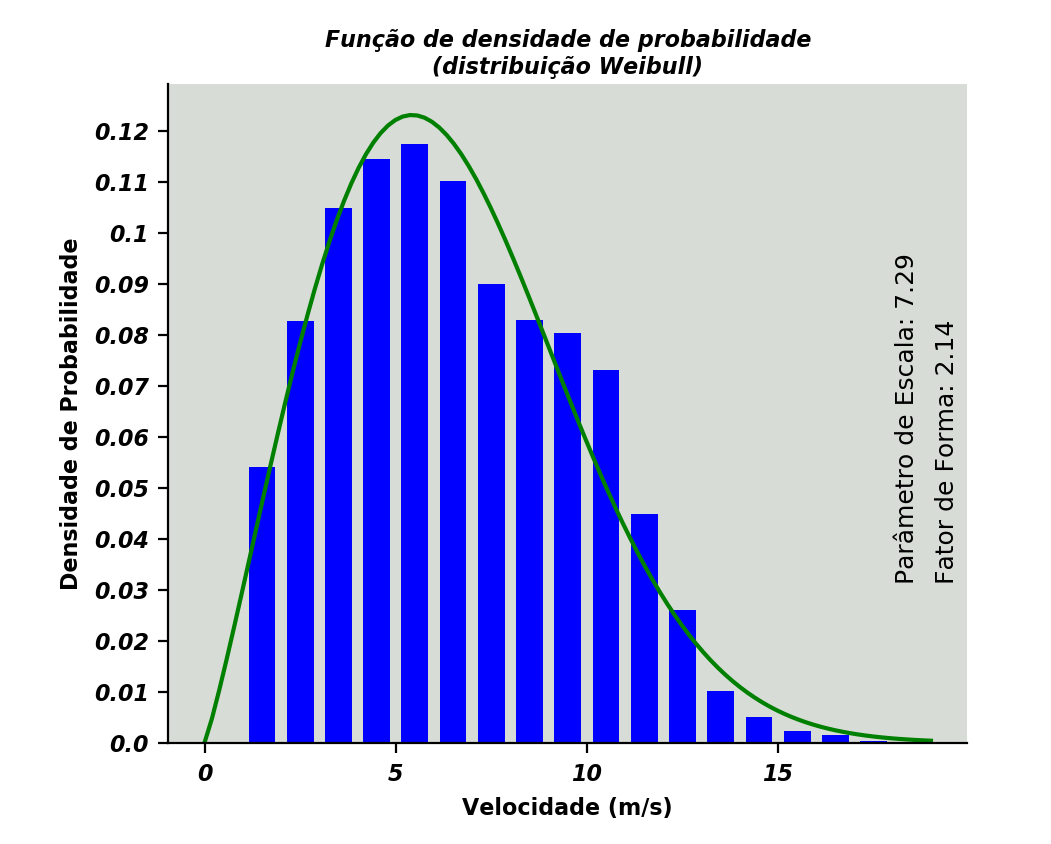 Função de densidade de probabilidade
(distribuição Weibull)
0.12
0.11
0.1
0.09
0.08
0.07
0.06
0.05
0.04
0.03
0.02
0.01
0.0
Densidade de Probabilidade
Parâmetro de Escala: 7.29
Fator de Forma: 2.14
0 5 10 15
Velocidade (m/s)